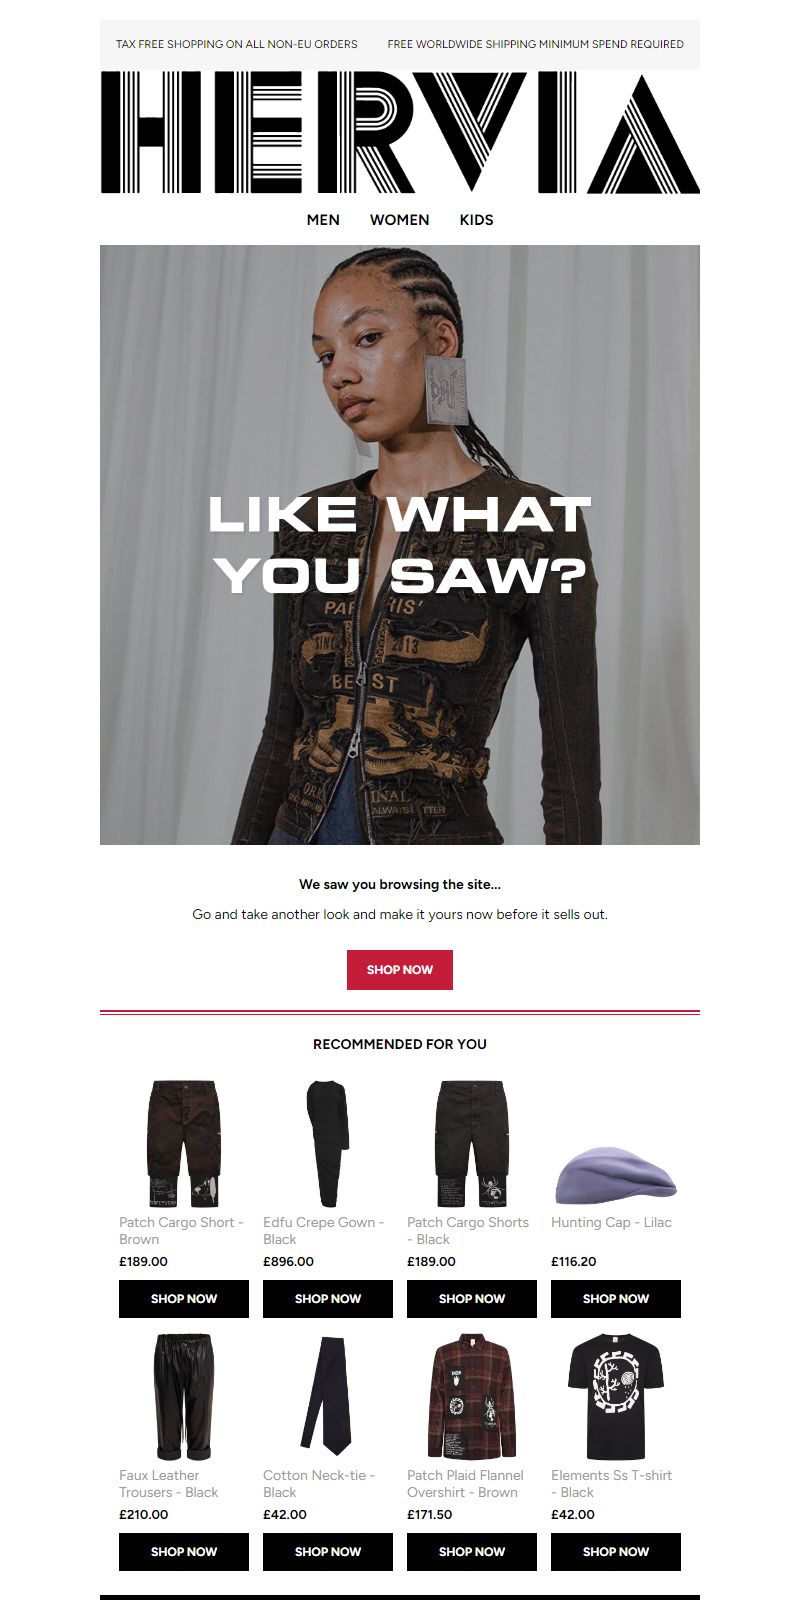 TAX FREE SHOPPING ON ALL NON-EU ORDERS FREE WORLDWIDE SHIPPING MINIMUM SPEND REQUIRED
HERVIA
MEN WOMEN KIDS
LIKE WHAT
YOU SAW?
PARIS'
2013
BEAST
We saw you browsing the site...
Go and take another look and make it yours now before it sells out.
SHOP NOW
RECOMMENDED FOR YOU
Patch Cargo Short -
Brown
£189.00
SHOP NOW
Edfu Crepe Gown -
Black
£896.00
SHOP NOW
Patch Cargo Shorts
- Black
£189.00
SHOP NOW
Hunting Cap - Lilac
£116.20
SHOP NOW
Faux Leather
Trousers - Black
£210.00
SHOP NOW
Cotton Neck-tie -
Black
£42.00
SHOP NOW
Patch Plaid Flannel
Overshirt - Brown
£171.50
SHOP NOW
Elements Ss T-shirt
- Black
£42.00
SHOP NOW